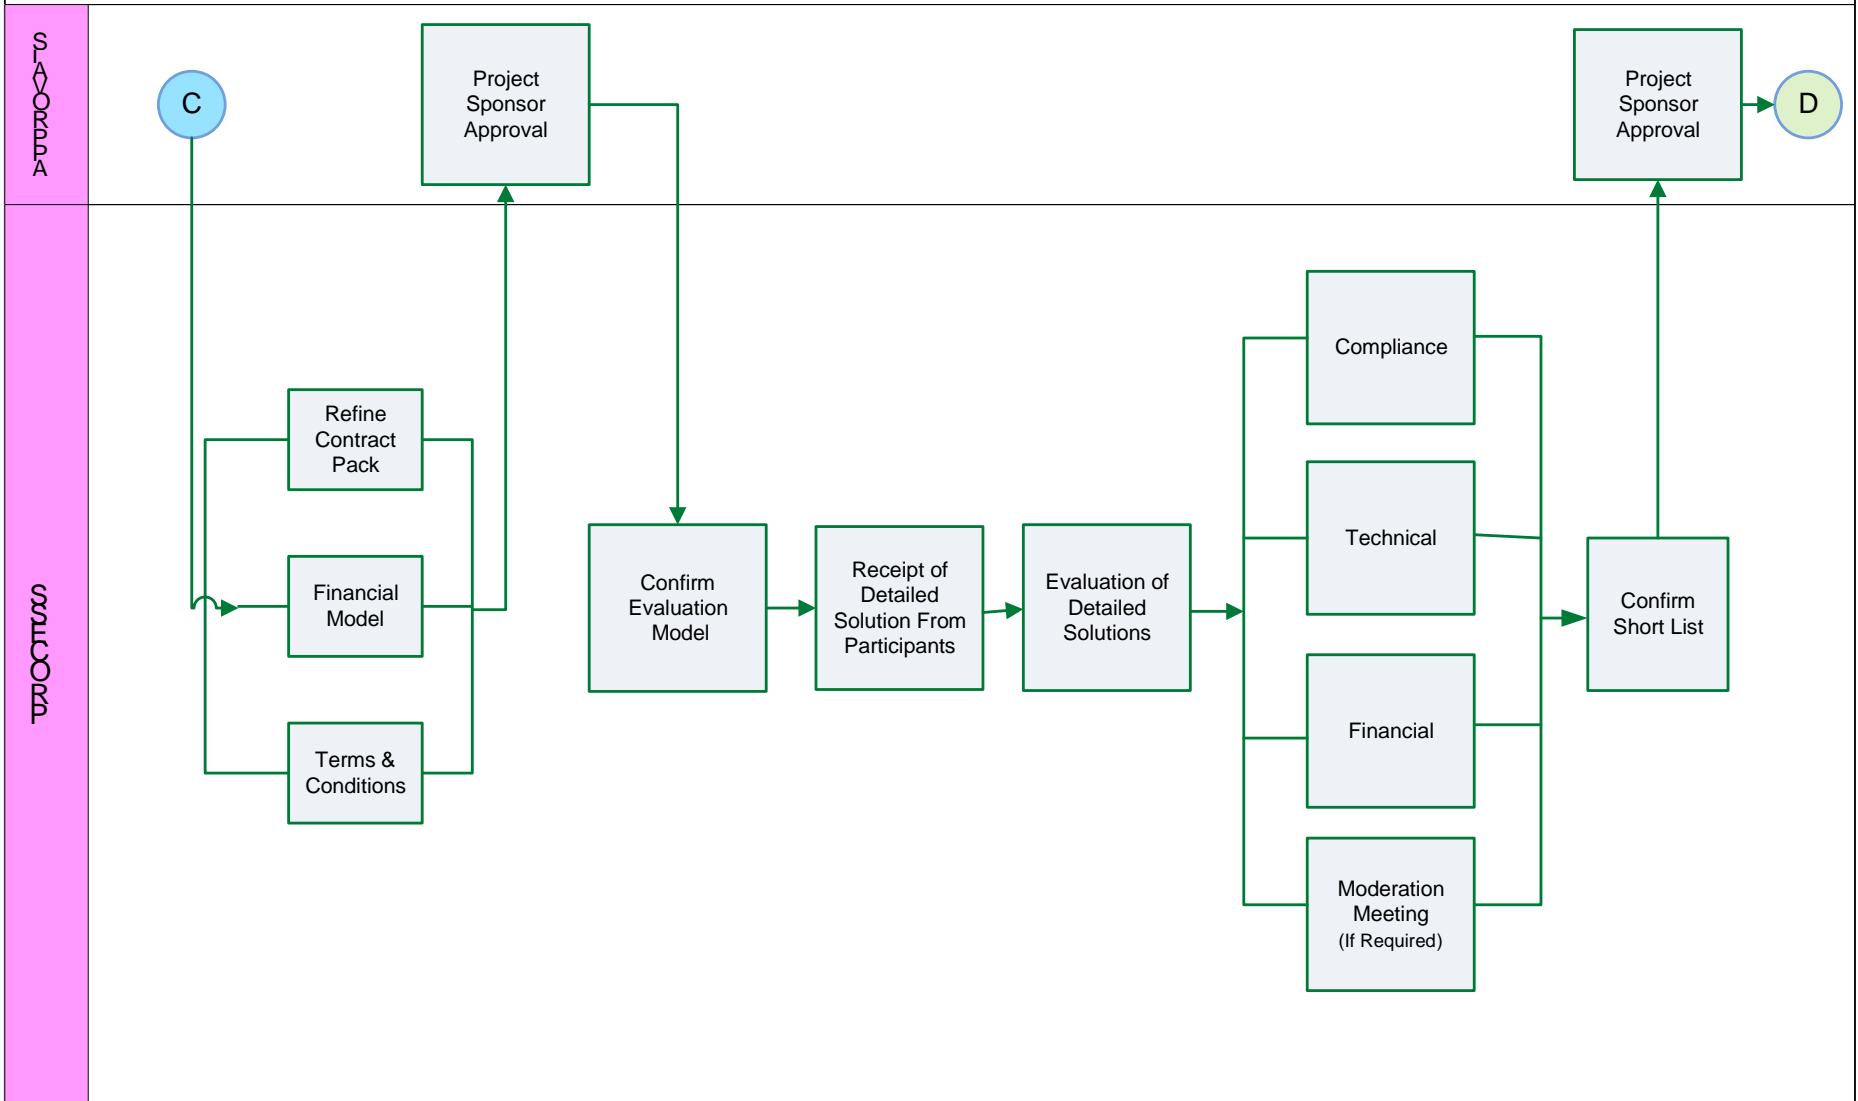 APPROVALS
C
Project
Sponsor
Approval
Project
Sponsor
Approval
D
PROCESS
Refine
Contract
Pack
Financial
Model
Terms &
Conditions
Confirm
Evaluation
Model
Receipt of
Detailed
Solution From
Participants
Evaluation of
Detailed
Solutions
Compliance
Technical
Financial
Moderation
Meeting
(If Required)
Confirm
Short List